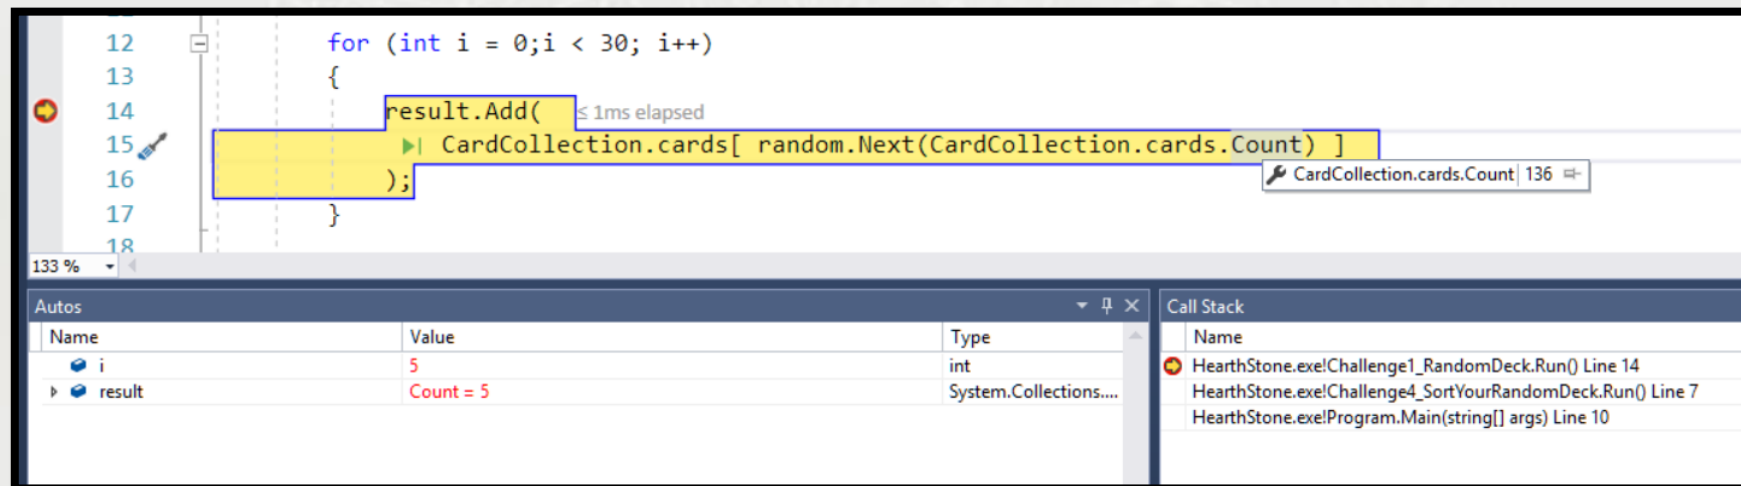 12 for (int i = 0;i < 30; i++)
13 {
14 result.Add( ≤ 1ms elapsed
15 CardCollection.cards[ random.Next(CardCollection.cards.Count) ]
CardCollection.cards.Count 136
16 );
17 }
18
133 %
Autos
Name Value Type
i 5 int
result Count = 5 System.Collections....
Call Stack
Name
HearthStone.exe!Challenge1_RandomDeck.Run() Line 14
HearthStone.exe!Challenge4_SortYourRandomDeck.Run() Line 7
HearthStone.exe!Program.Main(string[] args) Line 10